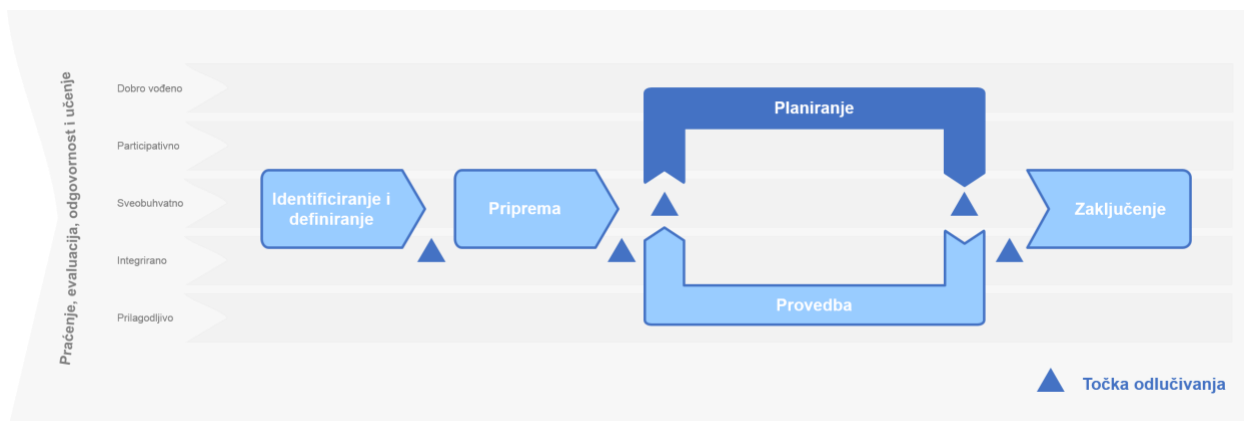 Praćenje, evaluacija, odgovornost i učenje
Dobro vođeno
Participativno
Sveobuhvatno
Integrirano
Prilagodljivo
Identificiranje i
definiranje
Priprema
Planiranje
Provedba
Zaključenje
Točka odlučivanja